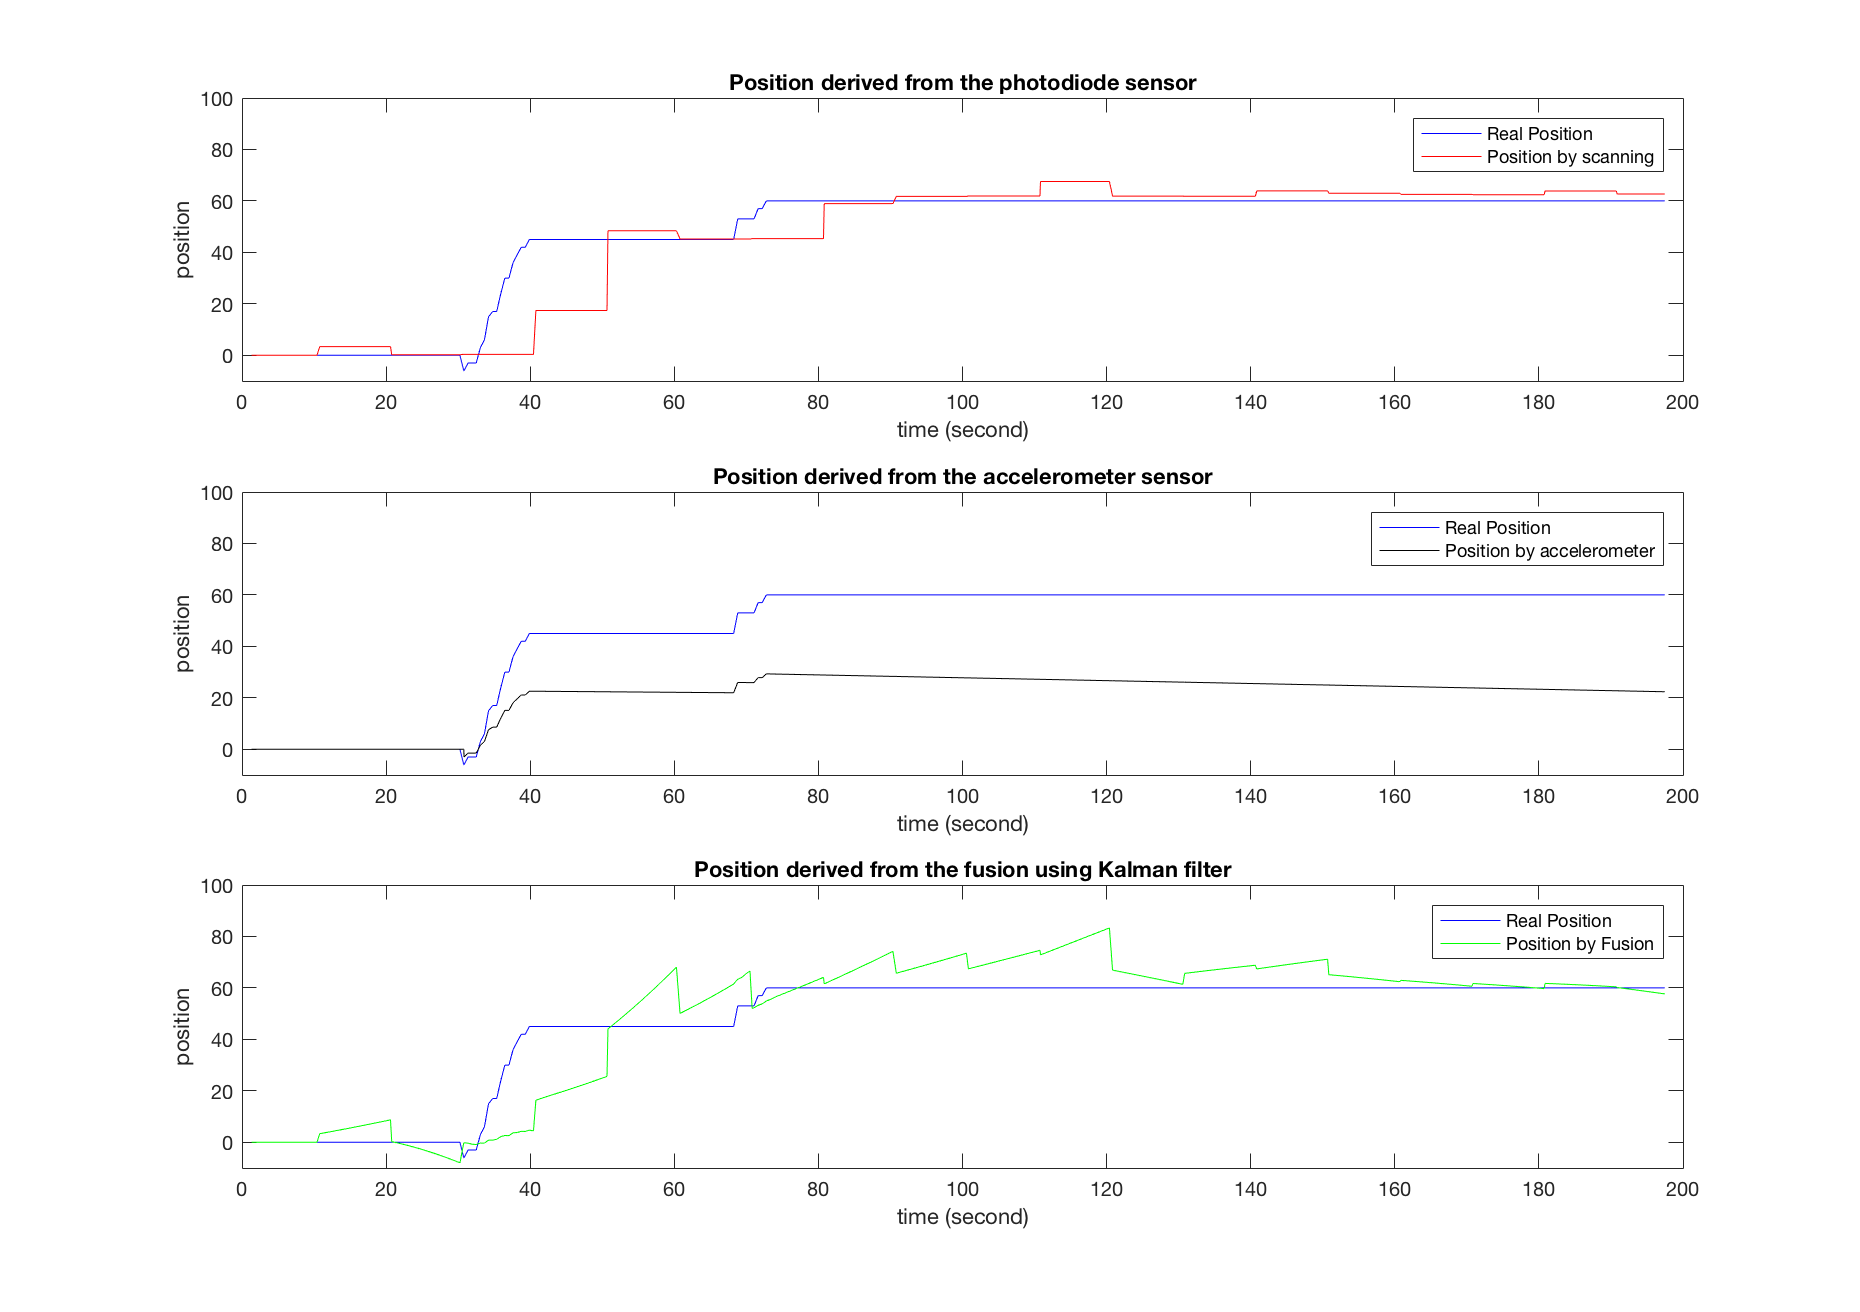 Position derived from the photodiode sensor
100
80
60
40
20
0
position
Real Position
Position by scanning
0 20 40 60 80 100 120 140 160 180 200
time (second)
Position derived from the accelerometer sensor
100
80
60
40
20
0
position
Real Position
Position by accelerometer
0 20 40 60 80 100 120 140 160 180 200
time (second)
Position derived from the fusion using Kalman filter
100
80
60
40
20
0
position
Real Position
Position by Fusion
0 20 40 60 80 100 120 140 160 180 200
time (second)